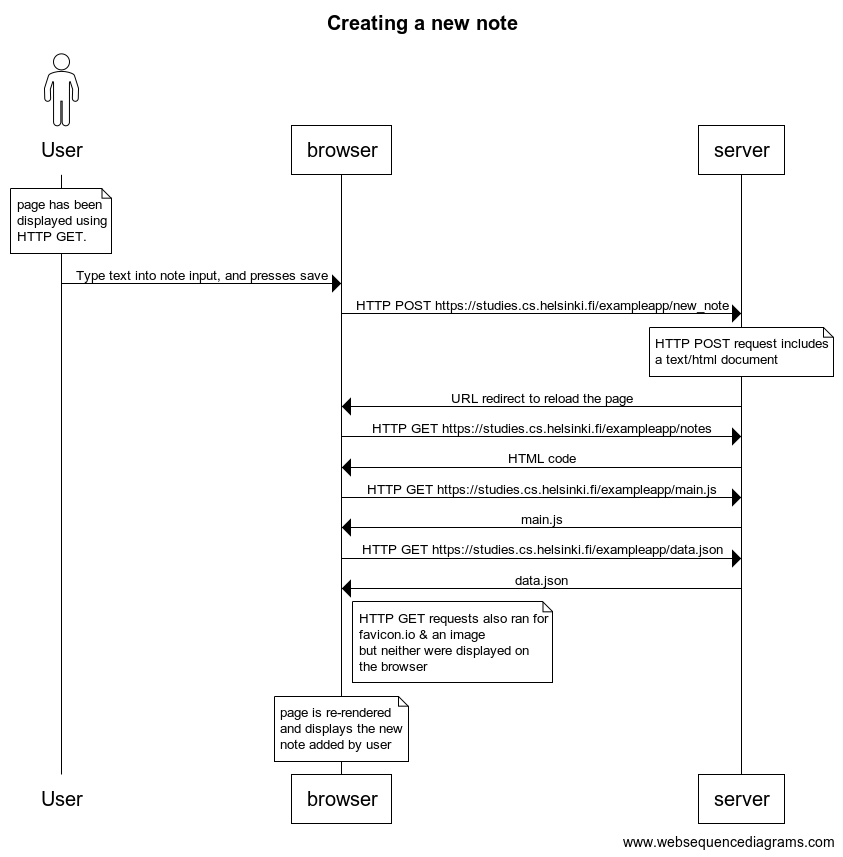 Creating a new note
User
browser
server
page has been
displayed using
HTTP GET.
Type text into note input, and presses save
HTTP POST https://studies.cs.helsinki.fi/exampleapp/new_note
HTTP POST request includes
a text/html document
URL redirect to reload the page
HTTP GET https://studies.cs.helsinki.fi/exampleapp/notes
HTML code
HTTP GET https://studies.cs.helsinki.fi/exampleapp/main.js
main.js
HTTP GET https://studies.cs.helsinki.fi/exampleapp/data.json
data.json
HTTP GET requests also ran for
favicon.io & an image
but neither were displayed on
the browser
page is re-rendered
and displays the new
note added by user
User
browser
server
www.websequencediagrams.com